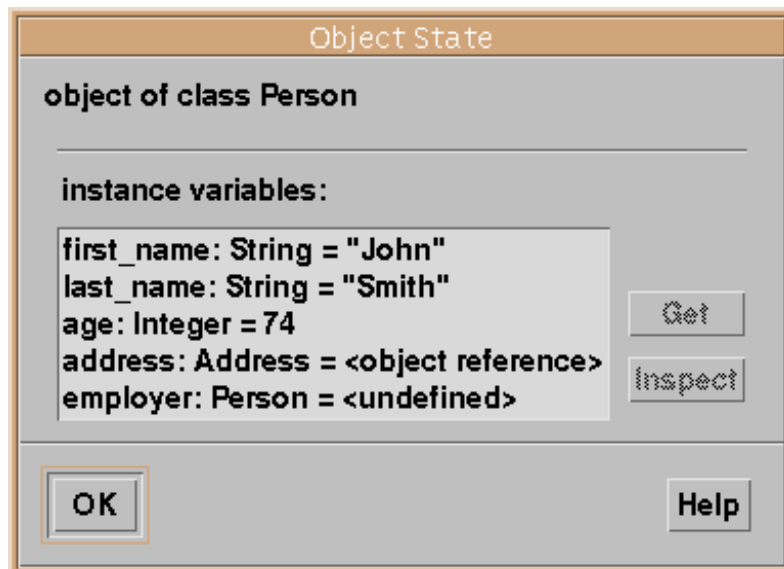 Object State
object of class Person
instance variables:
first_name: String = "John"
last_name: String = "Smith"
age: Integer = 74
address: Address = <object reference>
employer: Person = <undefined>
Get
Inspect
OK
Help